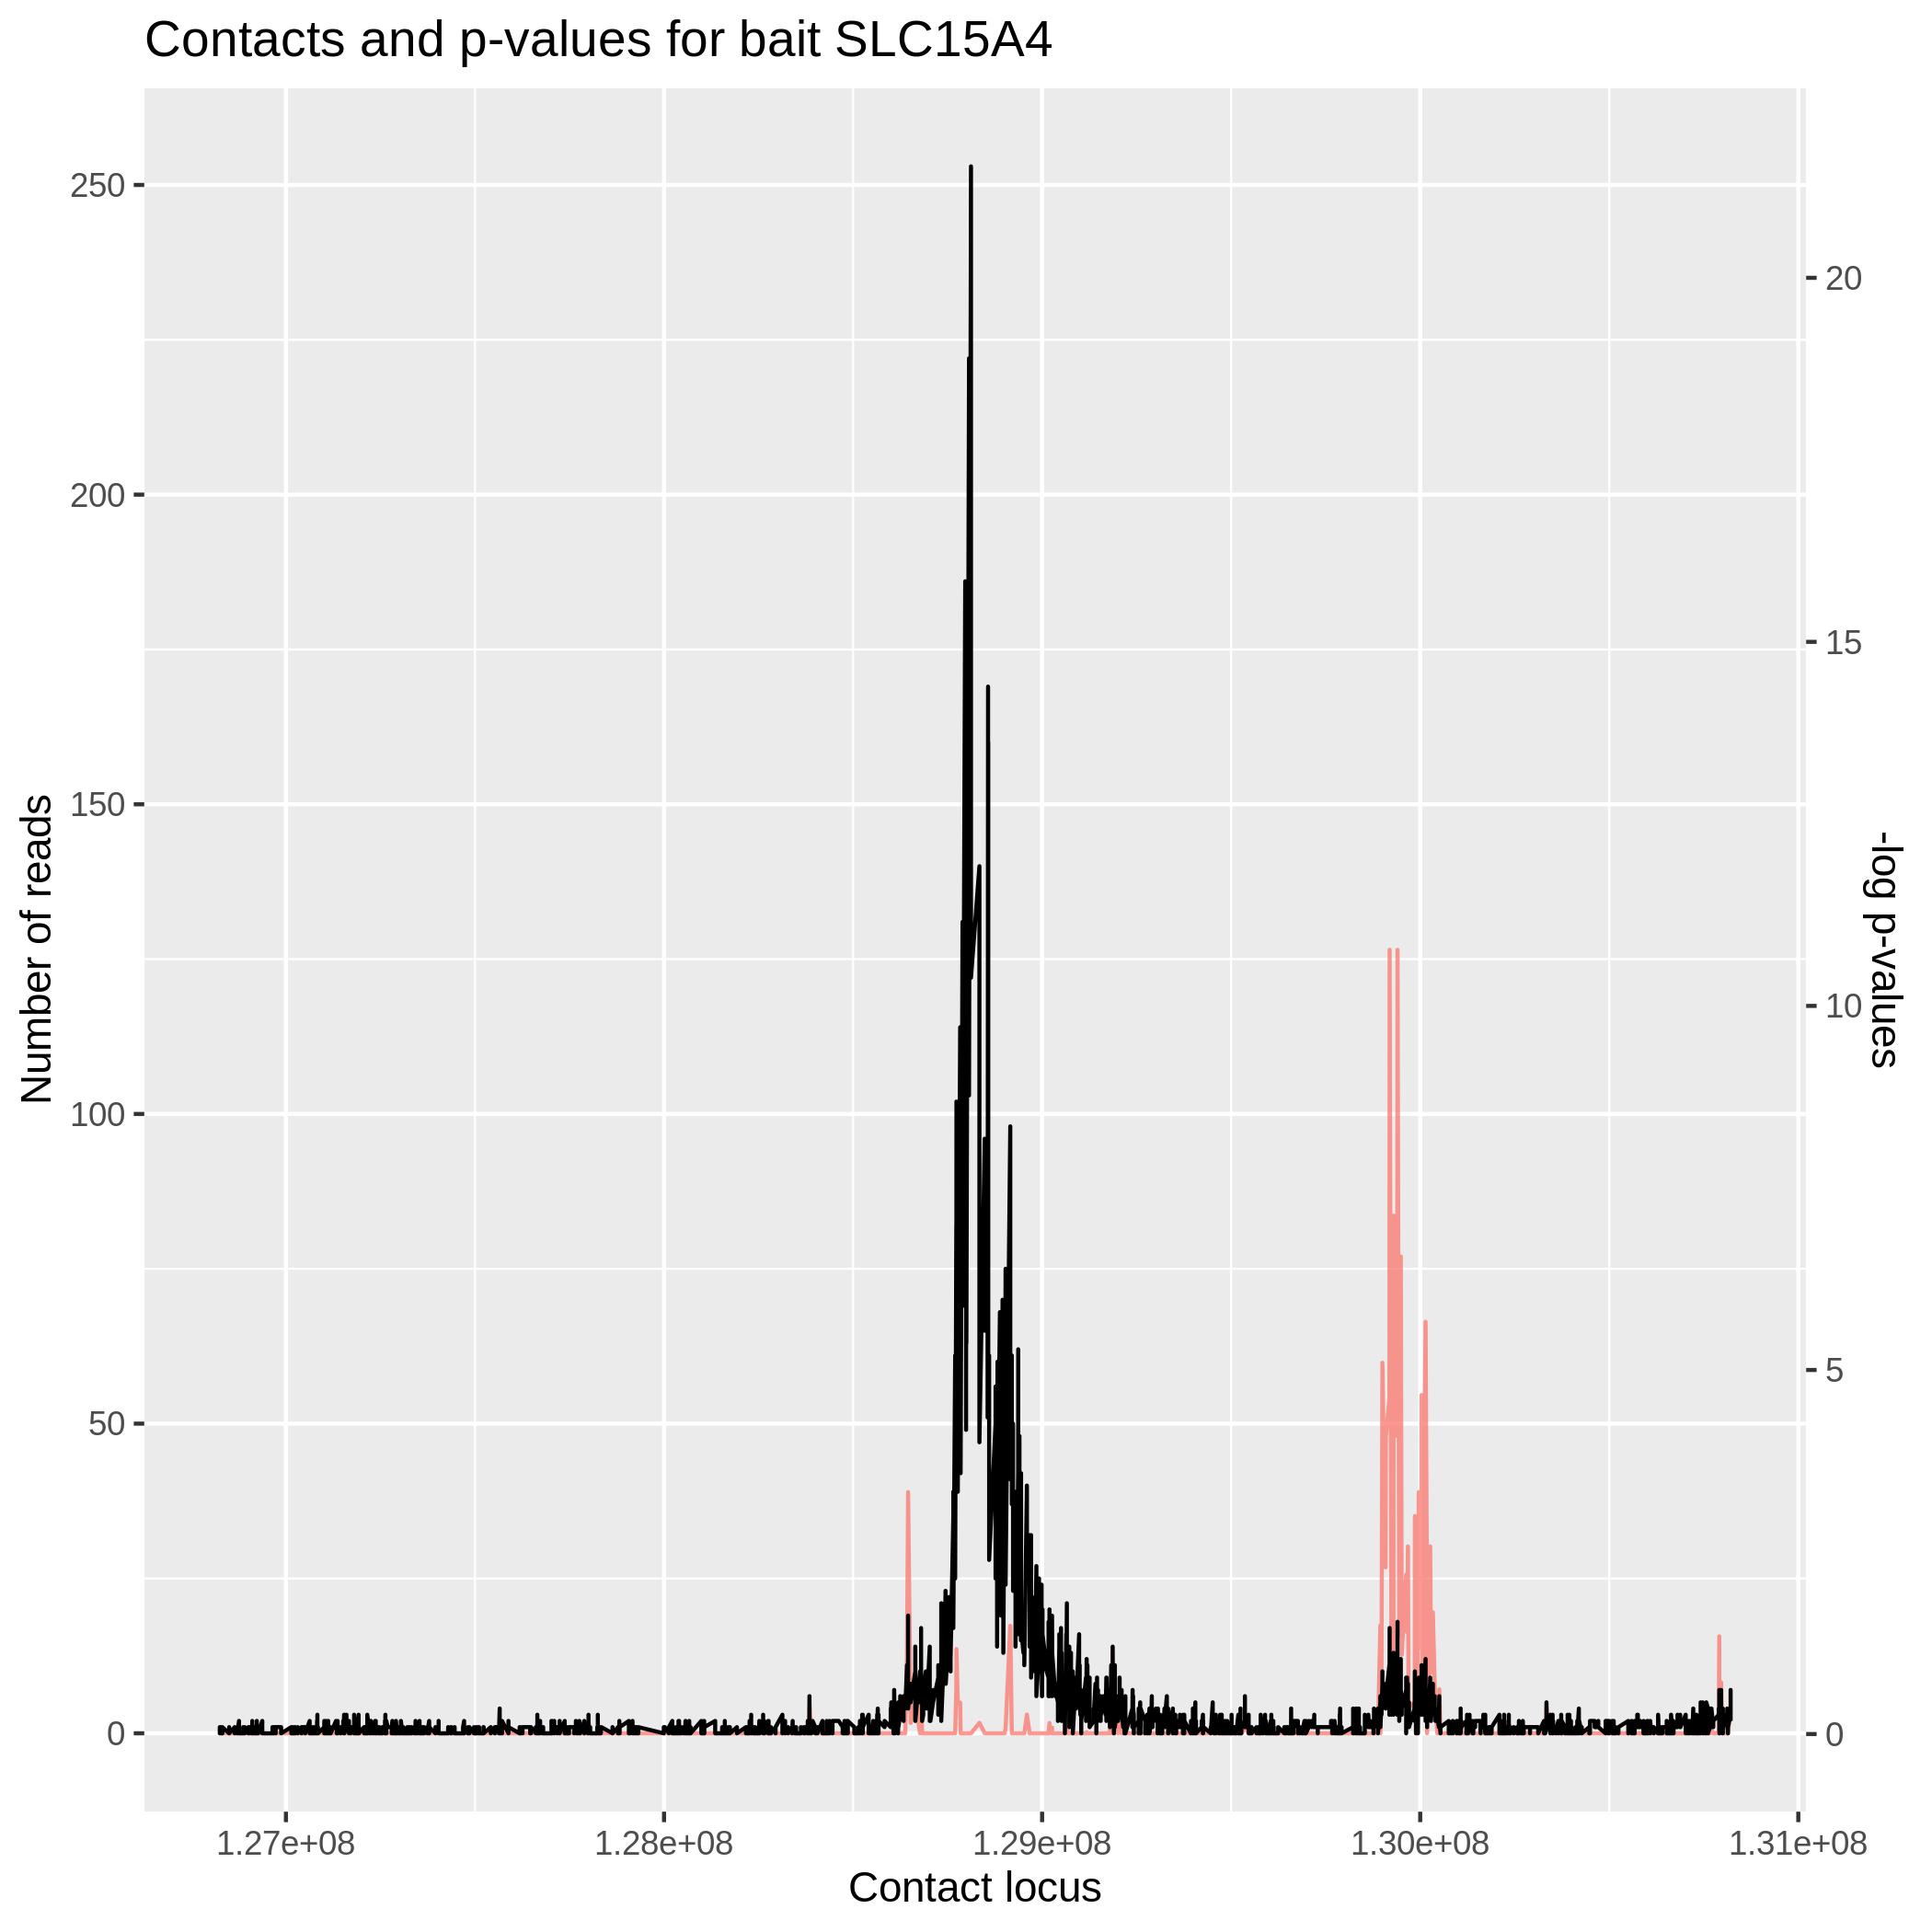 Contacts and p-values for bait SLC15A4
250
200
150
100
50
0
Number of reads
20
15
10
5
0
-log p-values
1.27e+08
1.28e+08
1.29e+08
1.30e+08
1.31e+08
Contact locus